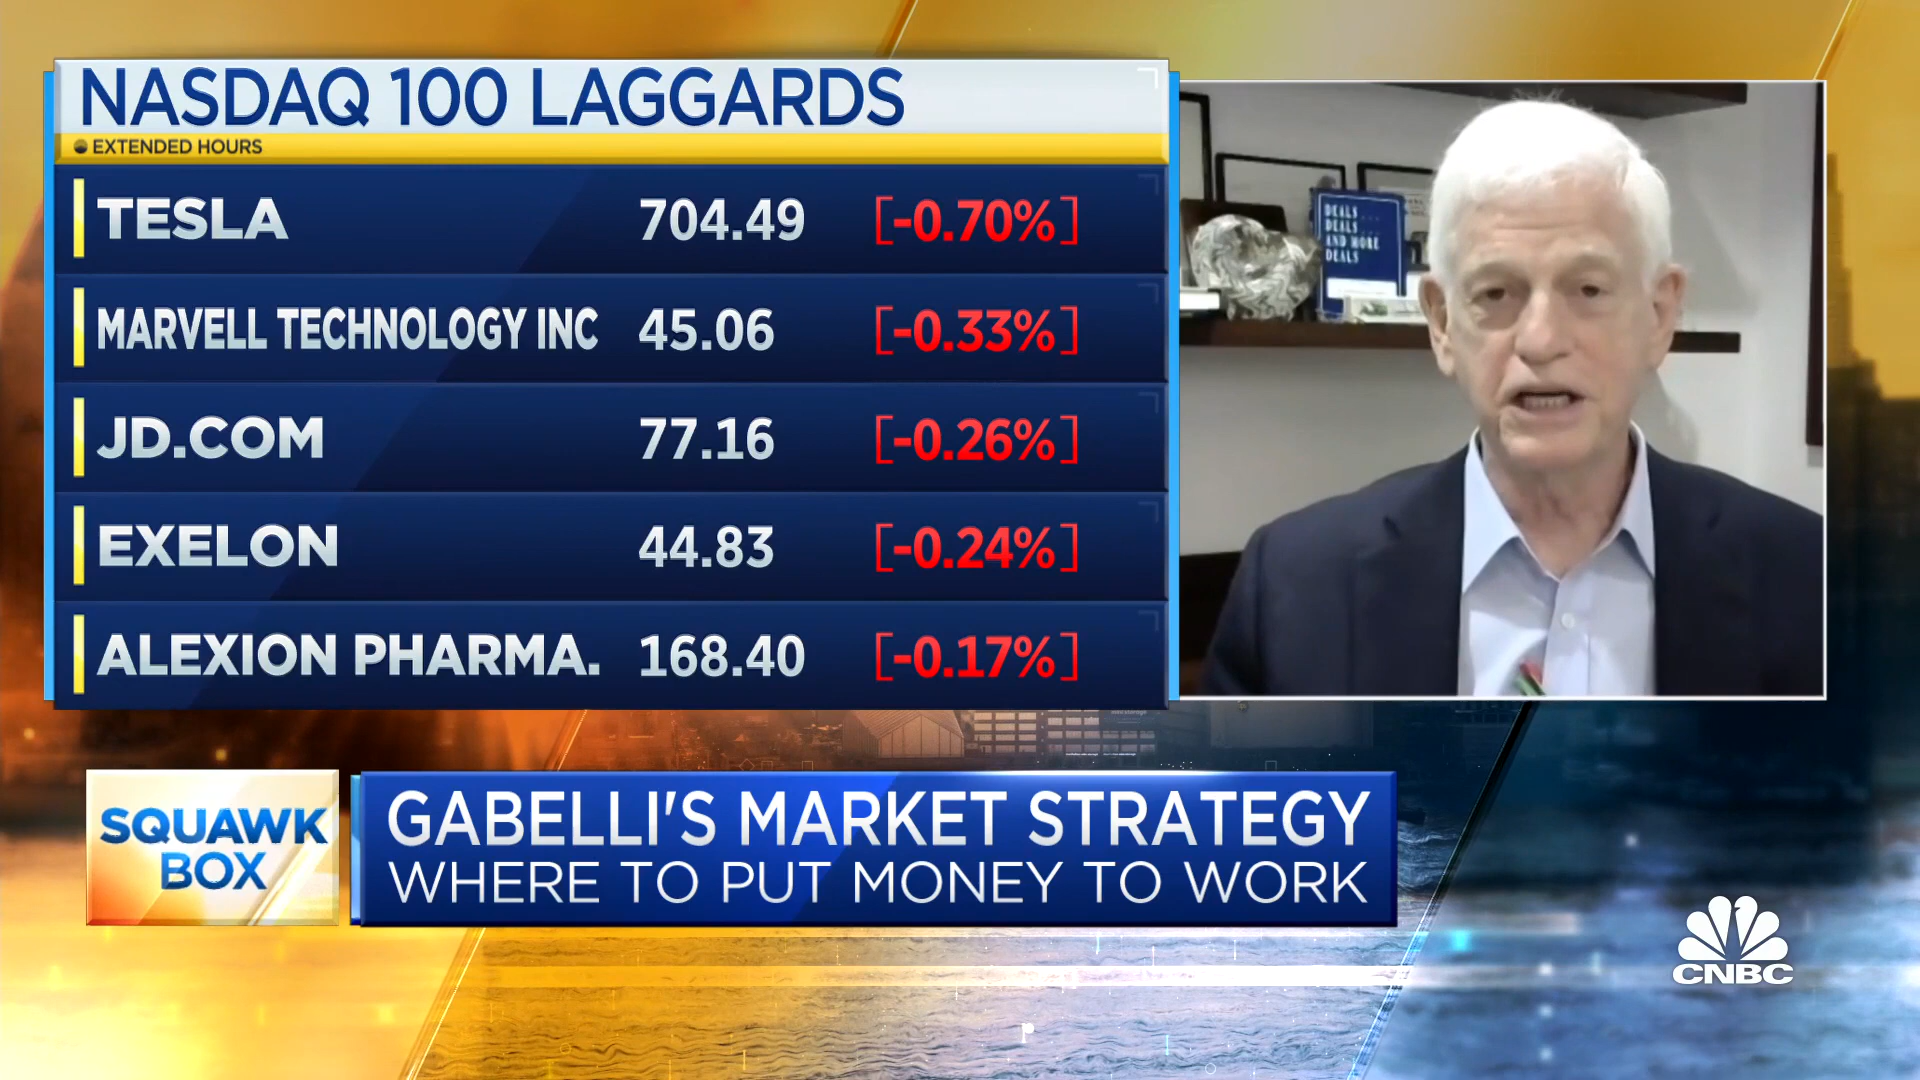 NASDAQ 100 LAGGARDS
EXTENDED HOURS
TESLA 704.49 [-0.70%]
MARVELL TECHNOLOGY INC 45.06 [-0.33%]
JD.COM 77.16 [-0.26%]
EXELON 44.83 [-0.24%]
ALEXION PHARMA. 168.40 [-0.17%]
DEALS . . .
DEALS . . .
AND MORE
DEALS
SQUAWK
BOX
GABELLI'S MARKET STRATEGY
WHERE TO PUT MONEY TO WORK
CNBC